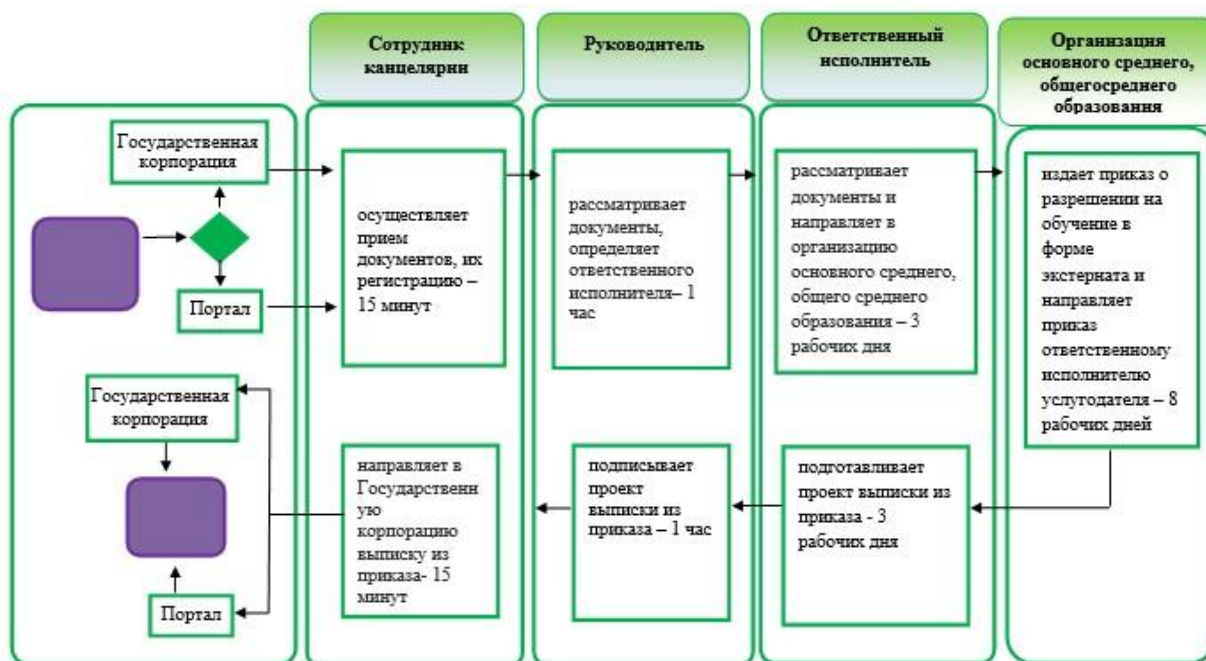 Сотрудник
канцелярии
Руководитель
Ответственный
исполнитель
Организация
основного среднего,
общегосреднего
образования
Государственная
корпорация
Портал
осуществляет
прием
документов, их
регистрацию –
15 минут
рассматривает
документы,
определяет
ответственного
исполнителя– 1
час
рассматривает
документы и
направляет в
организацию
основного среднего,
общего среднего
образования – 3
рабочих дня
издает приказ о
разрешении на
обучение в
форме
экстерната и
направляет
приказ
ответственному
исполнителю
услугодателя – 8
рабочих дней
Государственная
корпорация
Портал
направляет в
Государственн
ую
корпорацию
выписку из
приказа- 15
минут
подписывает
проект
выписки из
приказа – 1 час
подготавливает
проект выписки из
приказа - 3
рабочих дня